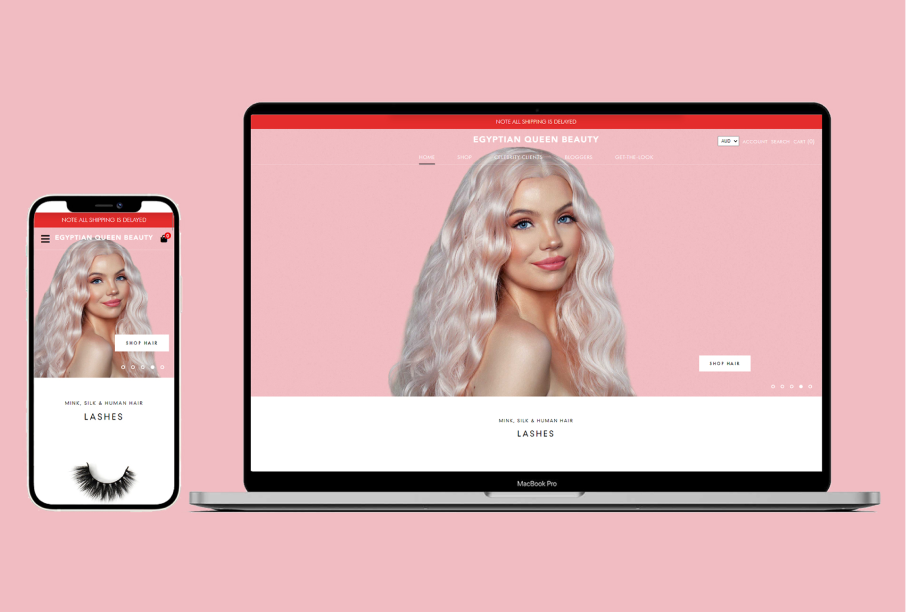 NOTE ALL SHIPPING IS DELAYED
EGYPTIAN QUEEN BEAUTY
SHOP HAIR
MINK, SILK & HUMAN HAIR
LASHES
NOTE ALL SHIPPING IS DELAYED
EGYPTIAN QUEEN BEAUTY
AUD ACCOUNT SEARCH CART
HOME SHOP CELEBRITY CLIENTS BLOGGERS GET THE LOOK
SHOP HAIR
MINK, SILK & HUMAN HAIR
LASHES
MacBook Pro